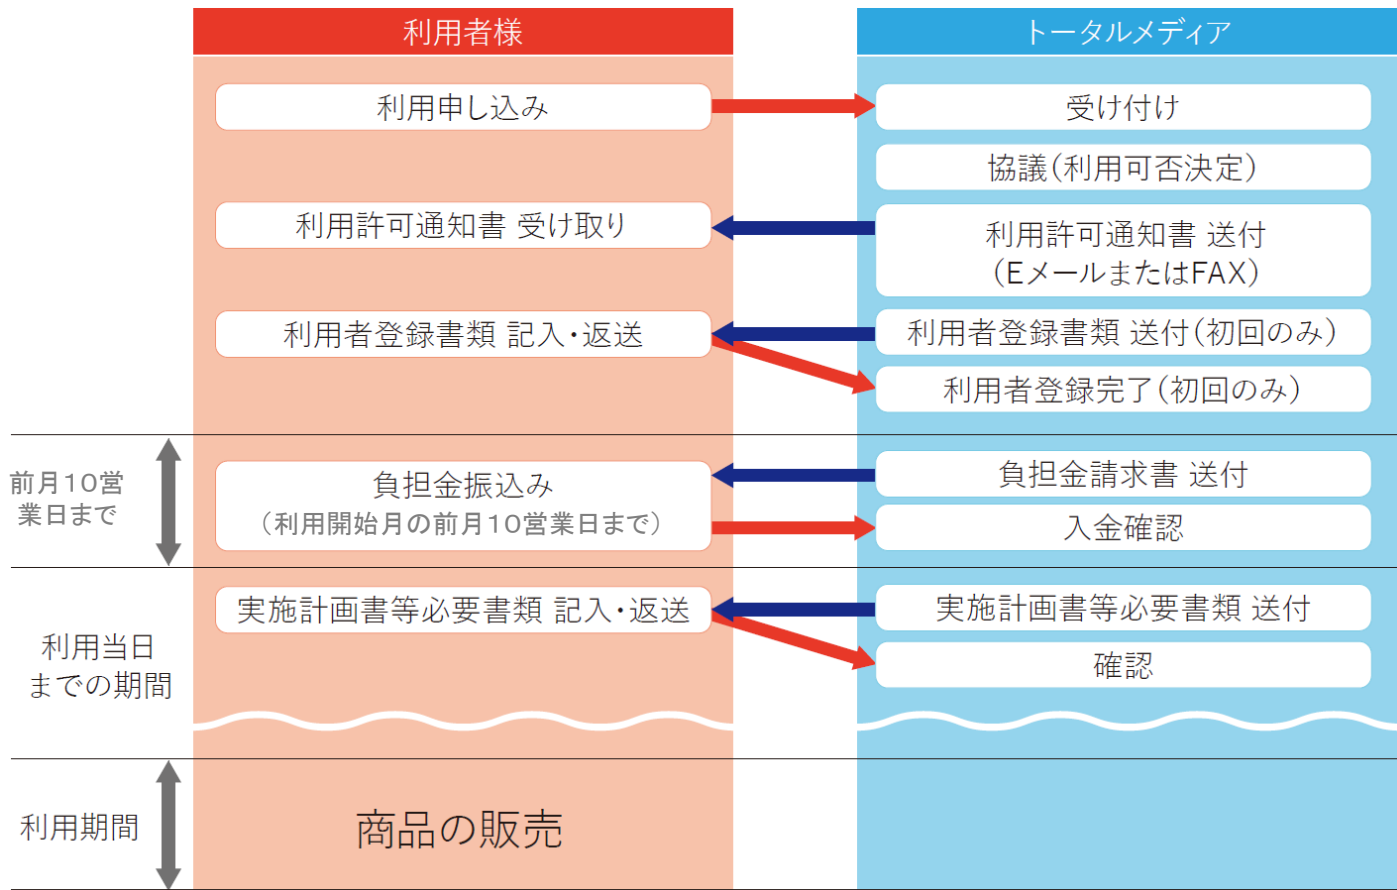 利用者様
トータルメディア
利用申し込み
受け付け
協議(利用可否決定)
利用許可通知書 受け取り
利用許可通知書 送付
(EメールまたはFAX)
利用者登録書類 記入・返送
利用者登録書類 送付(初回のみ)
利用者登録完了(初回のみ)
前月10営
業日まで
負担金振込み
(利用開始月の前月10営業日まで)
負担金請求書 送付
入金確認
利用当日
までの期間
実施計画書等必要書類 記入・返送
実施計画書等必要書類 送付
確認
利用期間
商品の販売